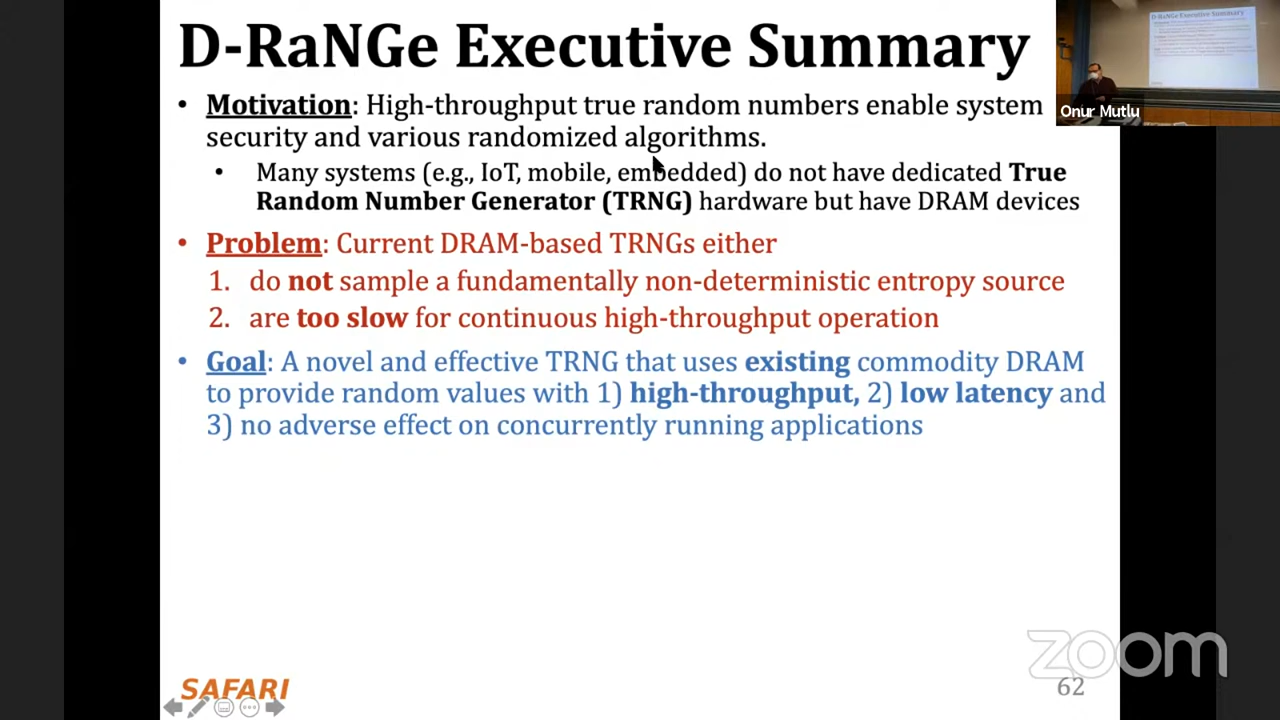 D-RaNGe Executive Summary
• Motivation: High-throughput true random numbers enable system
security and various randomized algorithms.
• Many systems (e.g., IoT, mobile, embedded) do not have dedicated True
Random Number Generator (TRNG) hardware but have DRAM devices
• Problem: Current DRAM-based TRNGs either
1. do not sample a fundamentally non-deterministic entropy source
2. are too slow for continuous high-throughput operation
• Goal: A novel and effective TRNG that uses existing commodity DRAM
to provide random values with 1) high-throughput, 2) low latency and
3) no adverse effect on concurrently running applications
D-RaNGe Executive Summary
Onur Mutlu
zoom
SAFARI
62